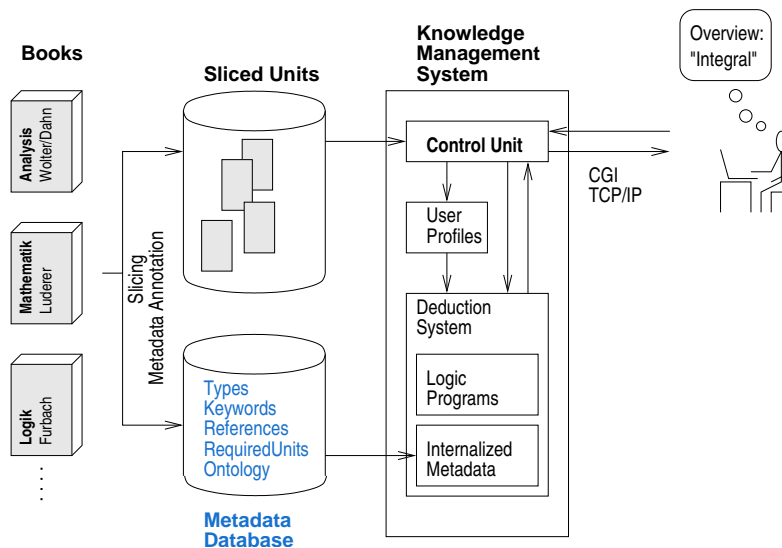 Books
Analysis
Wolter/Dahn
Mathematik
Luderer
Logik
Furbach
. . . . .
Slicing
Metadata Annotation
Sliced Units
Types
Keywords
References
RequiredUnits
Ontology
Metadata
Database
Knowledge
Management
System
Control Unit
User
Profiles
Deduction
System
Logic
Programs
Internalized
Metadata
CGI
TCP/IP
Overview:
"Integral"